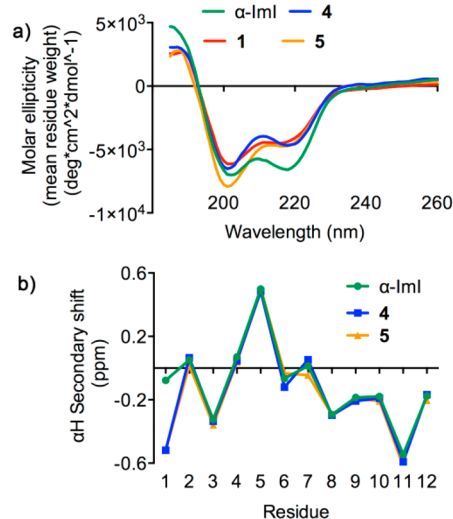 a)
α-ImI
4
1
5
5×10³
0
-5×10³
-1×10⁴
Molar ellipticity
(mean residue weight)
(deg*cm^2*dmol^-1)
200
220
240
260
Wavelength (nm)
b)
α-ImI
4
5
0.6
0.2
-0.2
-0.6
αH Secondary shift
(ppm)
1 2 3 4 5 6 7 8 9 10 11 12
Residue